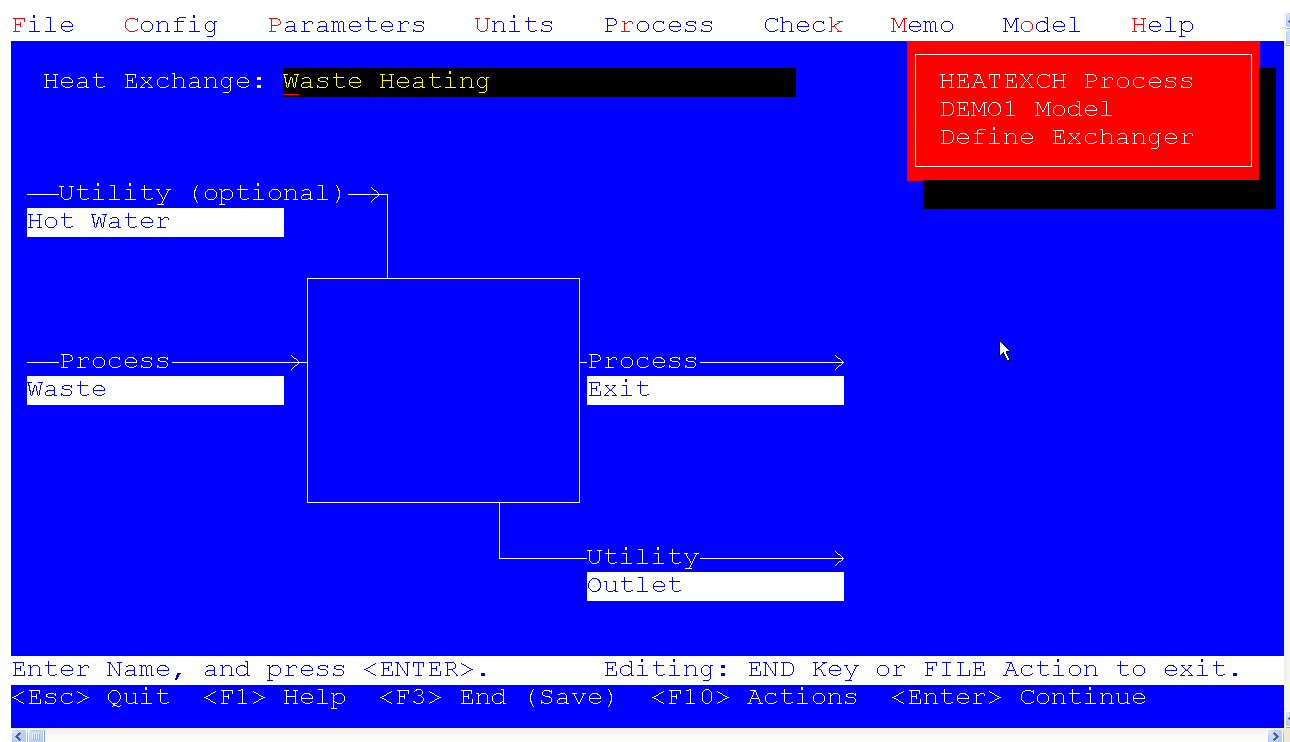 File Config Parameters Units Process Check Memo Model Help
Heat Exchange: Waste Heating
HEATEXCH Process
DEMO1 Model
Define Exchanger
Utility (optional)
Hot Water
Process
Waste
Process
Exit
Utility
Outlet
Enter Name, and press <ENTER>. Editing: END Key or FILE Action to exit.
<Esc> Quit <F1> Help <F3> End (Save) <F10> Actions <Enter> Continue